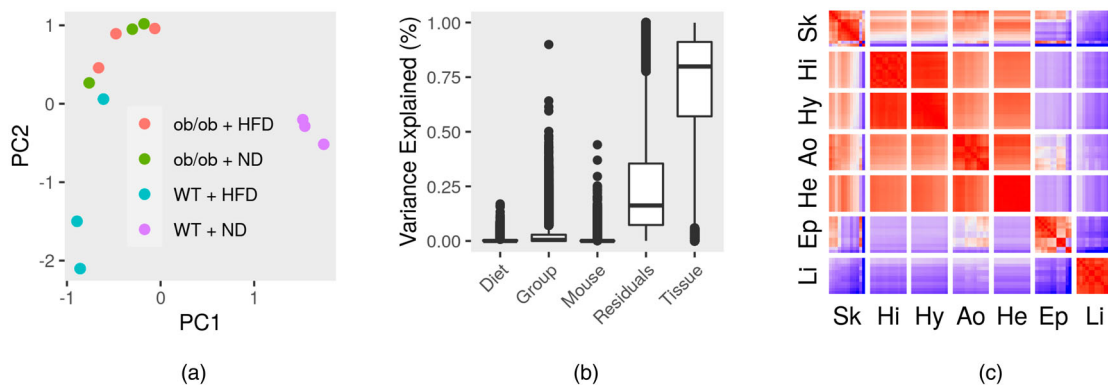 1
0
-1
-2
PC2
ob/ob + HFD
ob/ob + ND
WT + HFD
WT + ND
-1
0
1
PC1
(a)
Variance Explained (%)
1.00
0.75
0.50
0.25
0.00
Diet
Group
Mouse
Residuals
Tissue
(b)
Sk
Hi
Hy
Ao
He
Ep
Li
Sk Hi Hy Ao He Ep Li
(c)